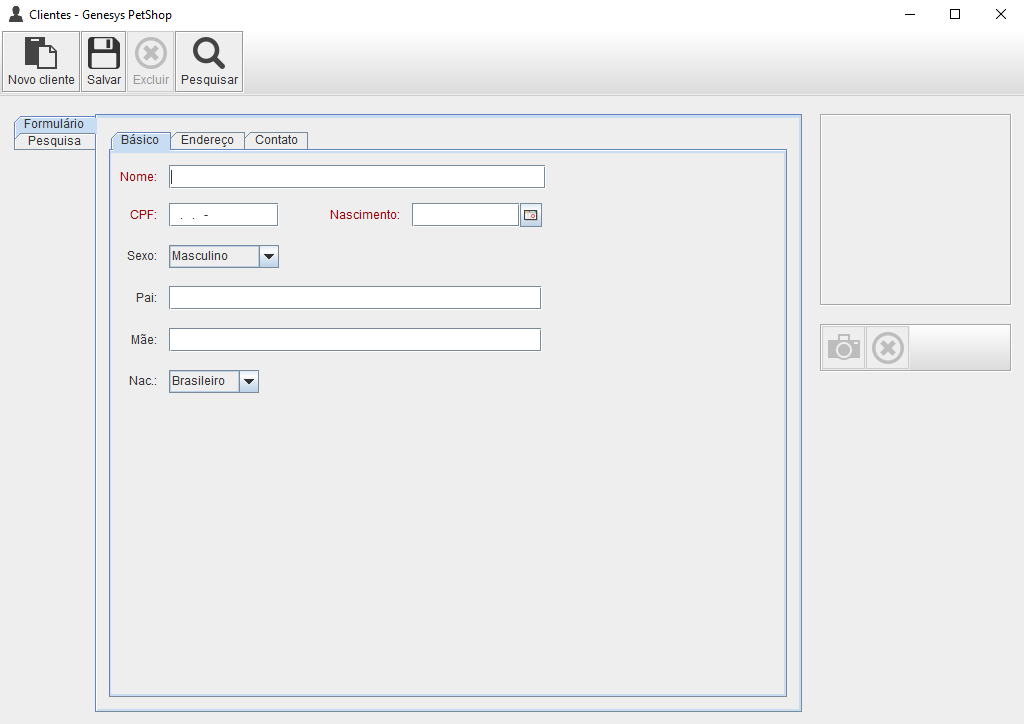 Clientes - Genesys PetShop
Novo cliente Salvar Excluir Pesquisar
Formulário
Pesquisa
Básico Endereço Contato
Nome:
CPF: . . - Nascimento:
Sexo: Masculino
Pai:
Mãe:
Nac.: Brasileiro